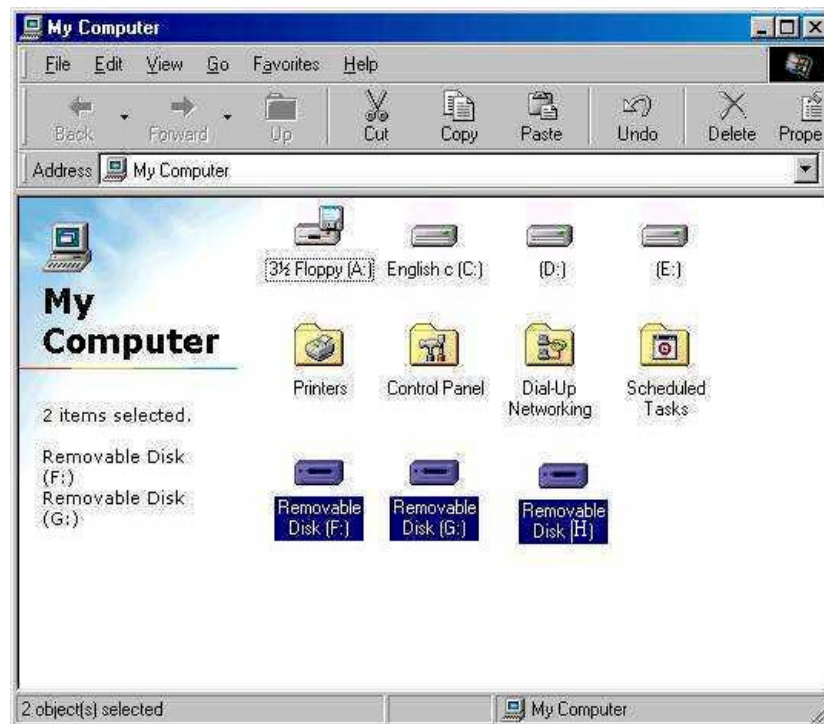 My Computer
File Edit View Go Favorites Help
Back Forward Up Cut Copy Paste Undo Delete Prope
Address My Computer
3½ Floppy (A:) English c (C:) (D:) (E:)
My
Computer
Printers Control Panel Dial-Up
Networking Scheduled
Tasks
2 items selected.
Removable Disk
(F:)
Removable Disk
(G:)
Removable
Disk (F:)
Removable
Disk (G:)
Removable
Disk (H)
2 object(s) selected My Computer